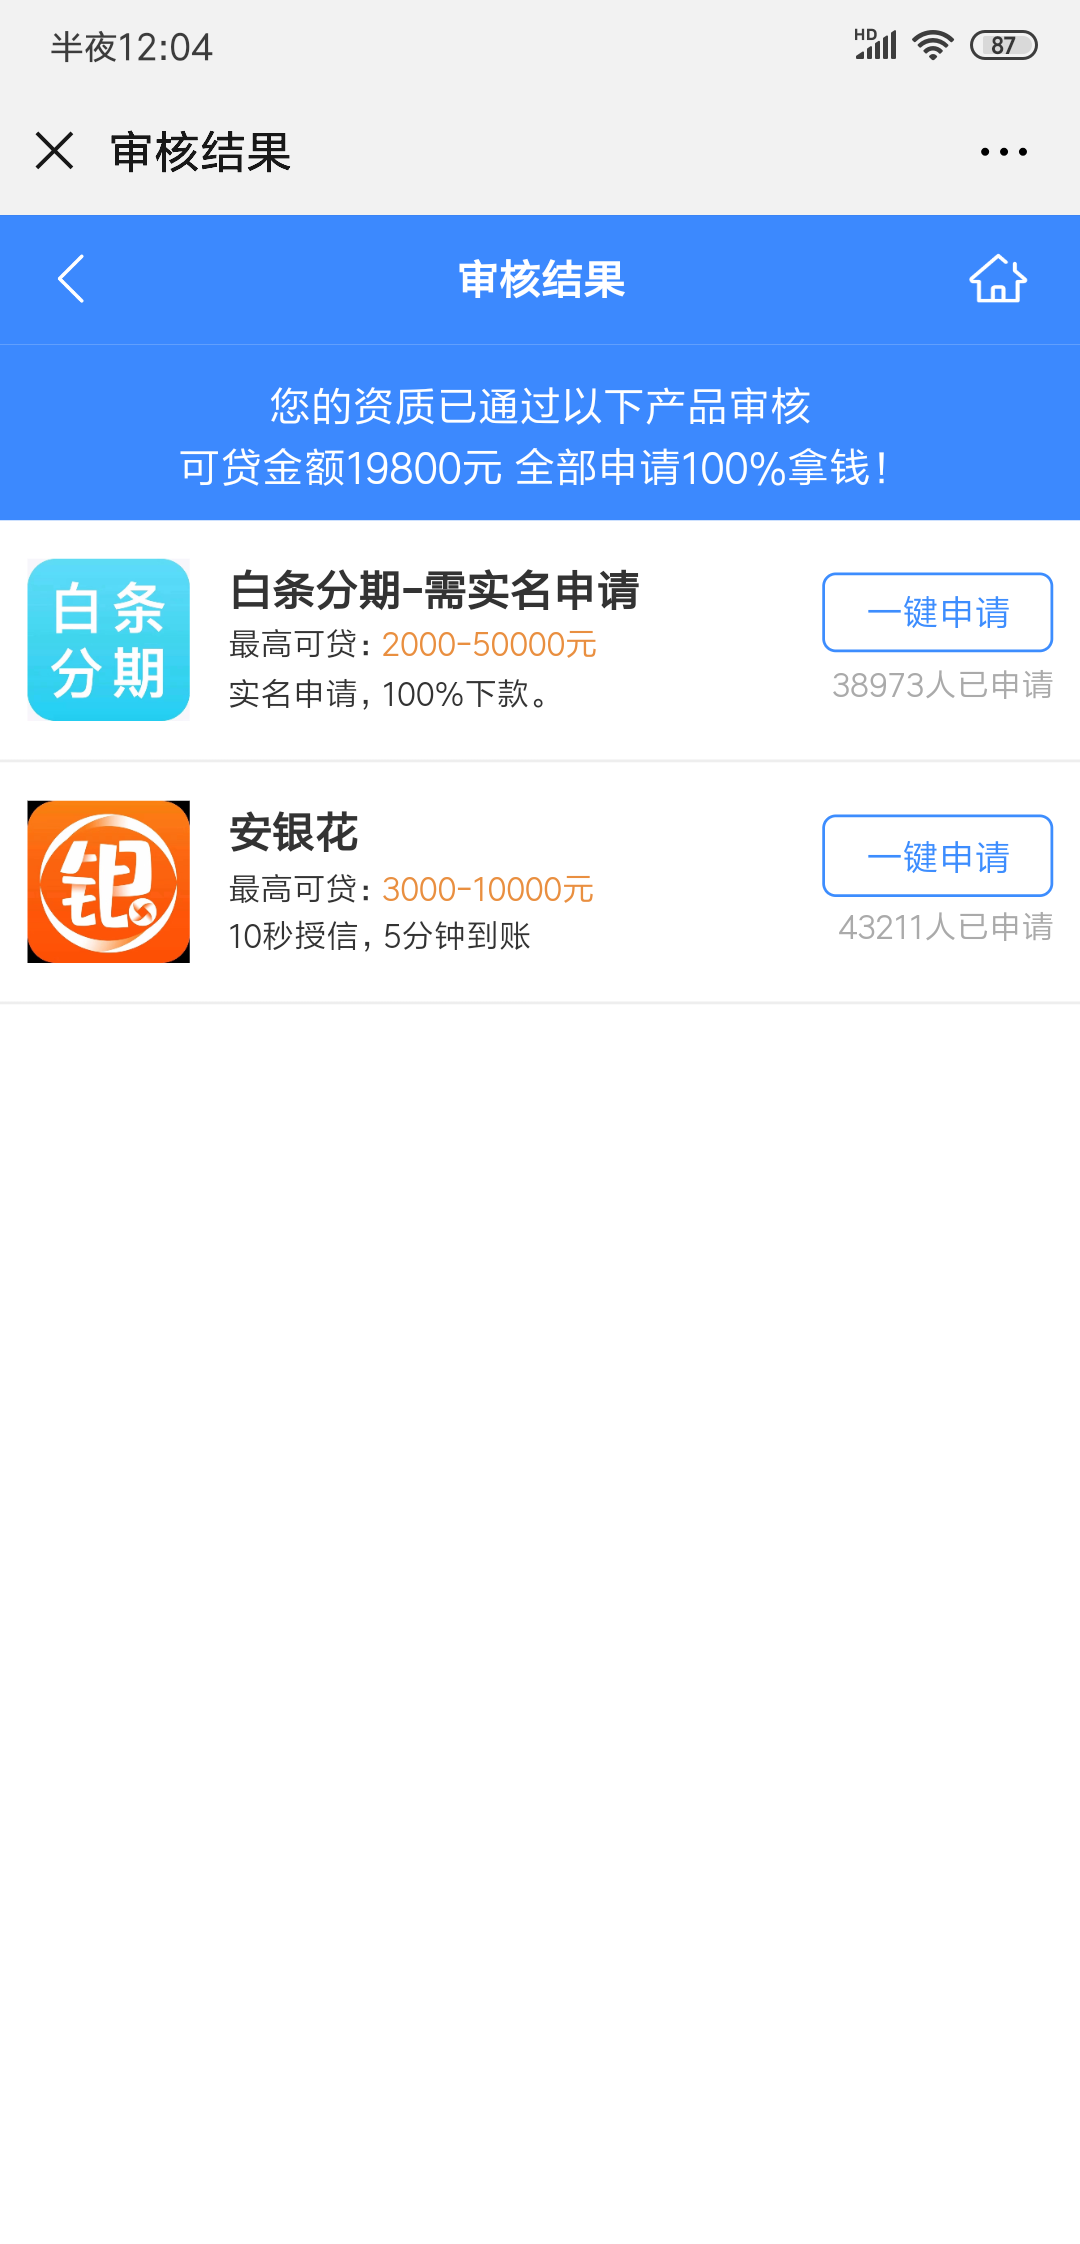 半夜12:04
HD
87
审核结果
审核结果
您的资质已通过以下产品审核
可贷金额19800元 全部申请100%拿钱!
白条
分期
白条分期-需实名申请
最高可贷: 2000-50000元
实名申请, 100%下款。
一键申请
38973人已申请
银
安银花
最高可贷: 3000-10000元
10秒授信, 5分钟到账
一键申请
43211人已申请